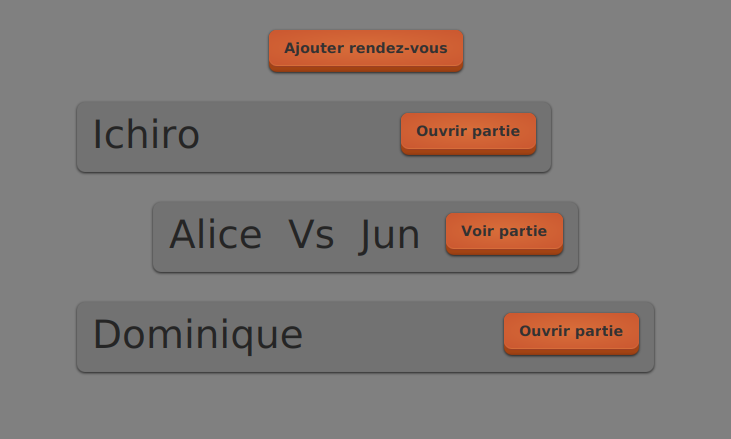 Ajouter rendez-vous
Ichiro Ouvrir partie
Alice Vs Jun Voir partie
Dominique Ouvrir partie